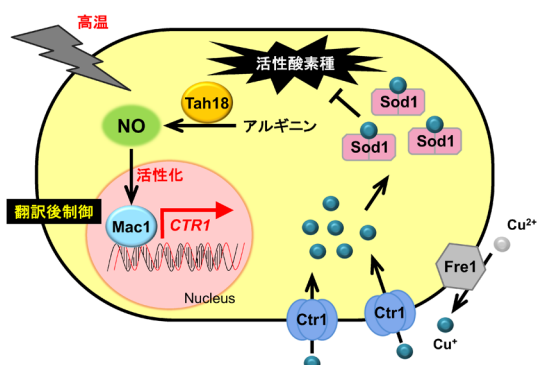 高温
活性酸素種
Tah18
Sod1
NO
アルギニン
Sod1
Sod1
活性化
翻訳後制御
Mac1
CTR1
Cu2+
Fre1
Nucleus
Ctr1
Ctr1
Cu+